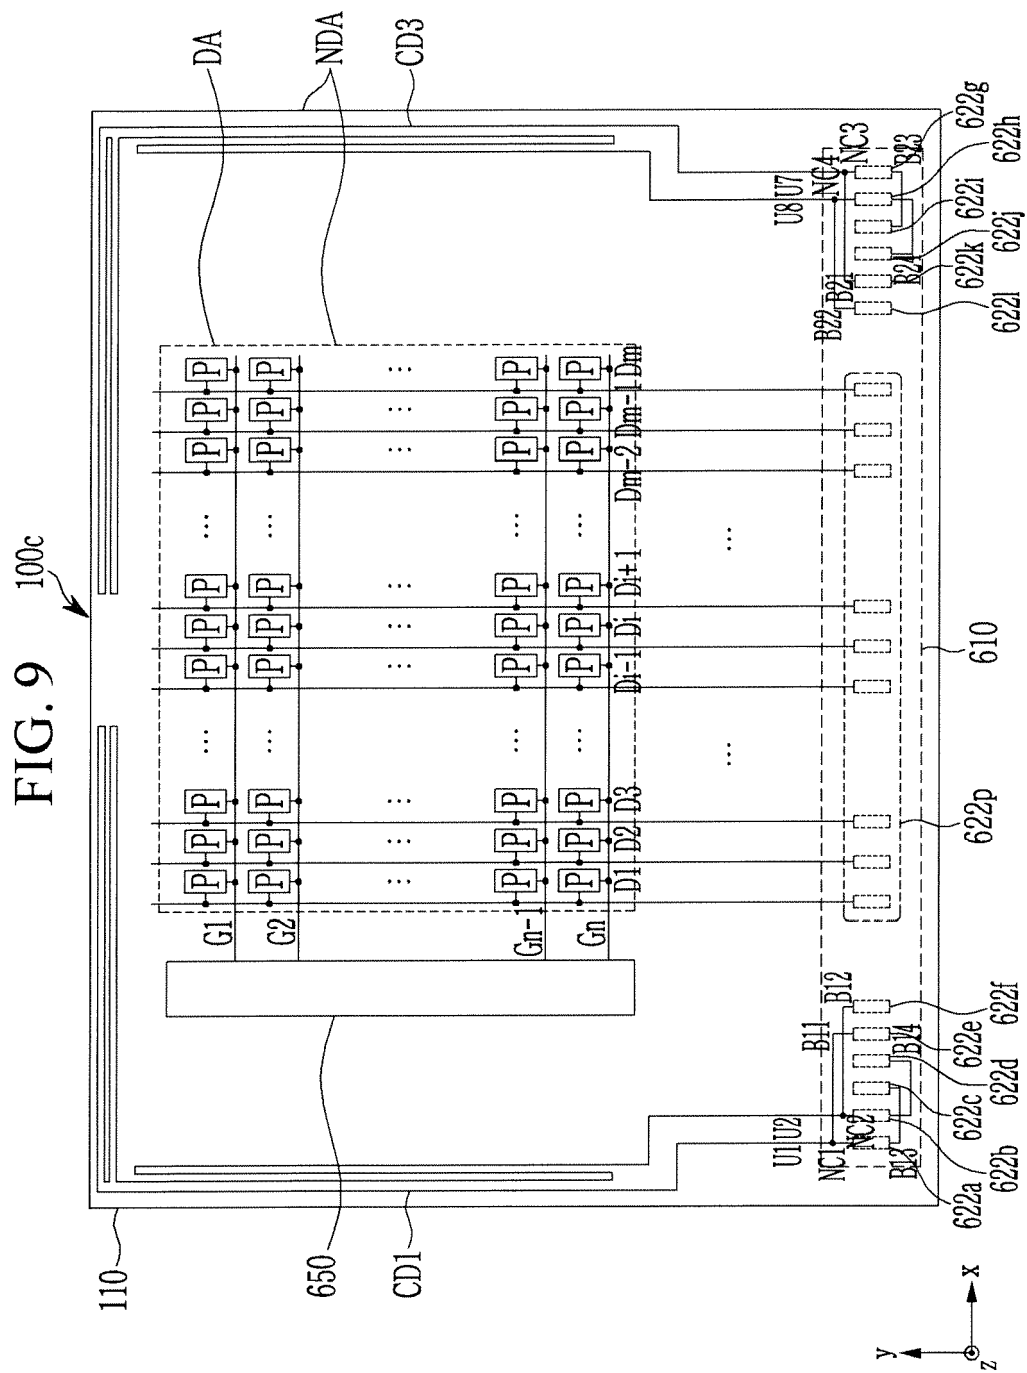 FIG. 9
100c
110
650
CD1
DA
NDA
CD3
P P P ... P P P ... P P P
G1
P P P ... P P P ... P P P
G2
... ... ...
P P P ... P P P ... P P P
Gn-1
P P P ... P P P ... P P P
Gn
D1 D2 D3 Di-1 Di Di+1 Dm-2 Dm-1 Dm
... ...
U1 U2
U8 U7
NC1 NC2
B11 B12
B22 B21
NC4 NC3
B13 B14
B24 B23
622a 622b 622c 622d 622e 622f
622p
610
622l 622k 622j 622i 622h 622g
y
z
x